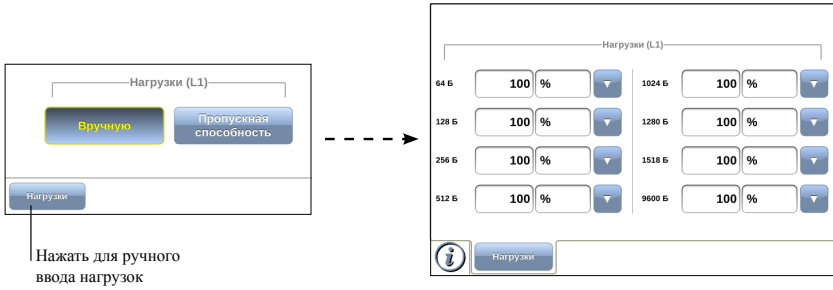 Нагрузки (L1)
Вручную
Пропускная
способность
Нагрузки
Нажать для ручного
ввода нагрузок
Нагрузки (L1)
64 Б 100 % 1024 Б 100 %
128 Б 100 % 1280 Б 100 %
256 Б 100 % 1518 Б 100 %
512 Б 100 % 9600 Б 100 %
i Нагрузки